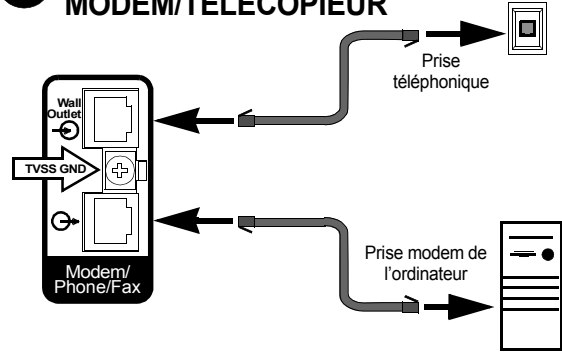 MODEM/TÉLÉCOPIEUR
Prise
téléphonique
Wall
Outlet
TVSS GND
Modem/
Phone/Fax
Prise modem de
l'ordinateur